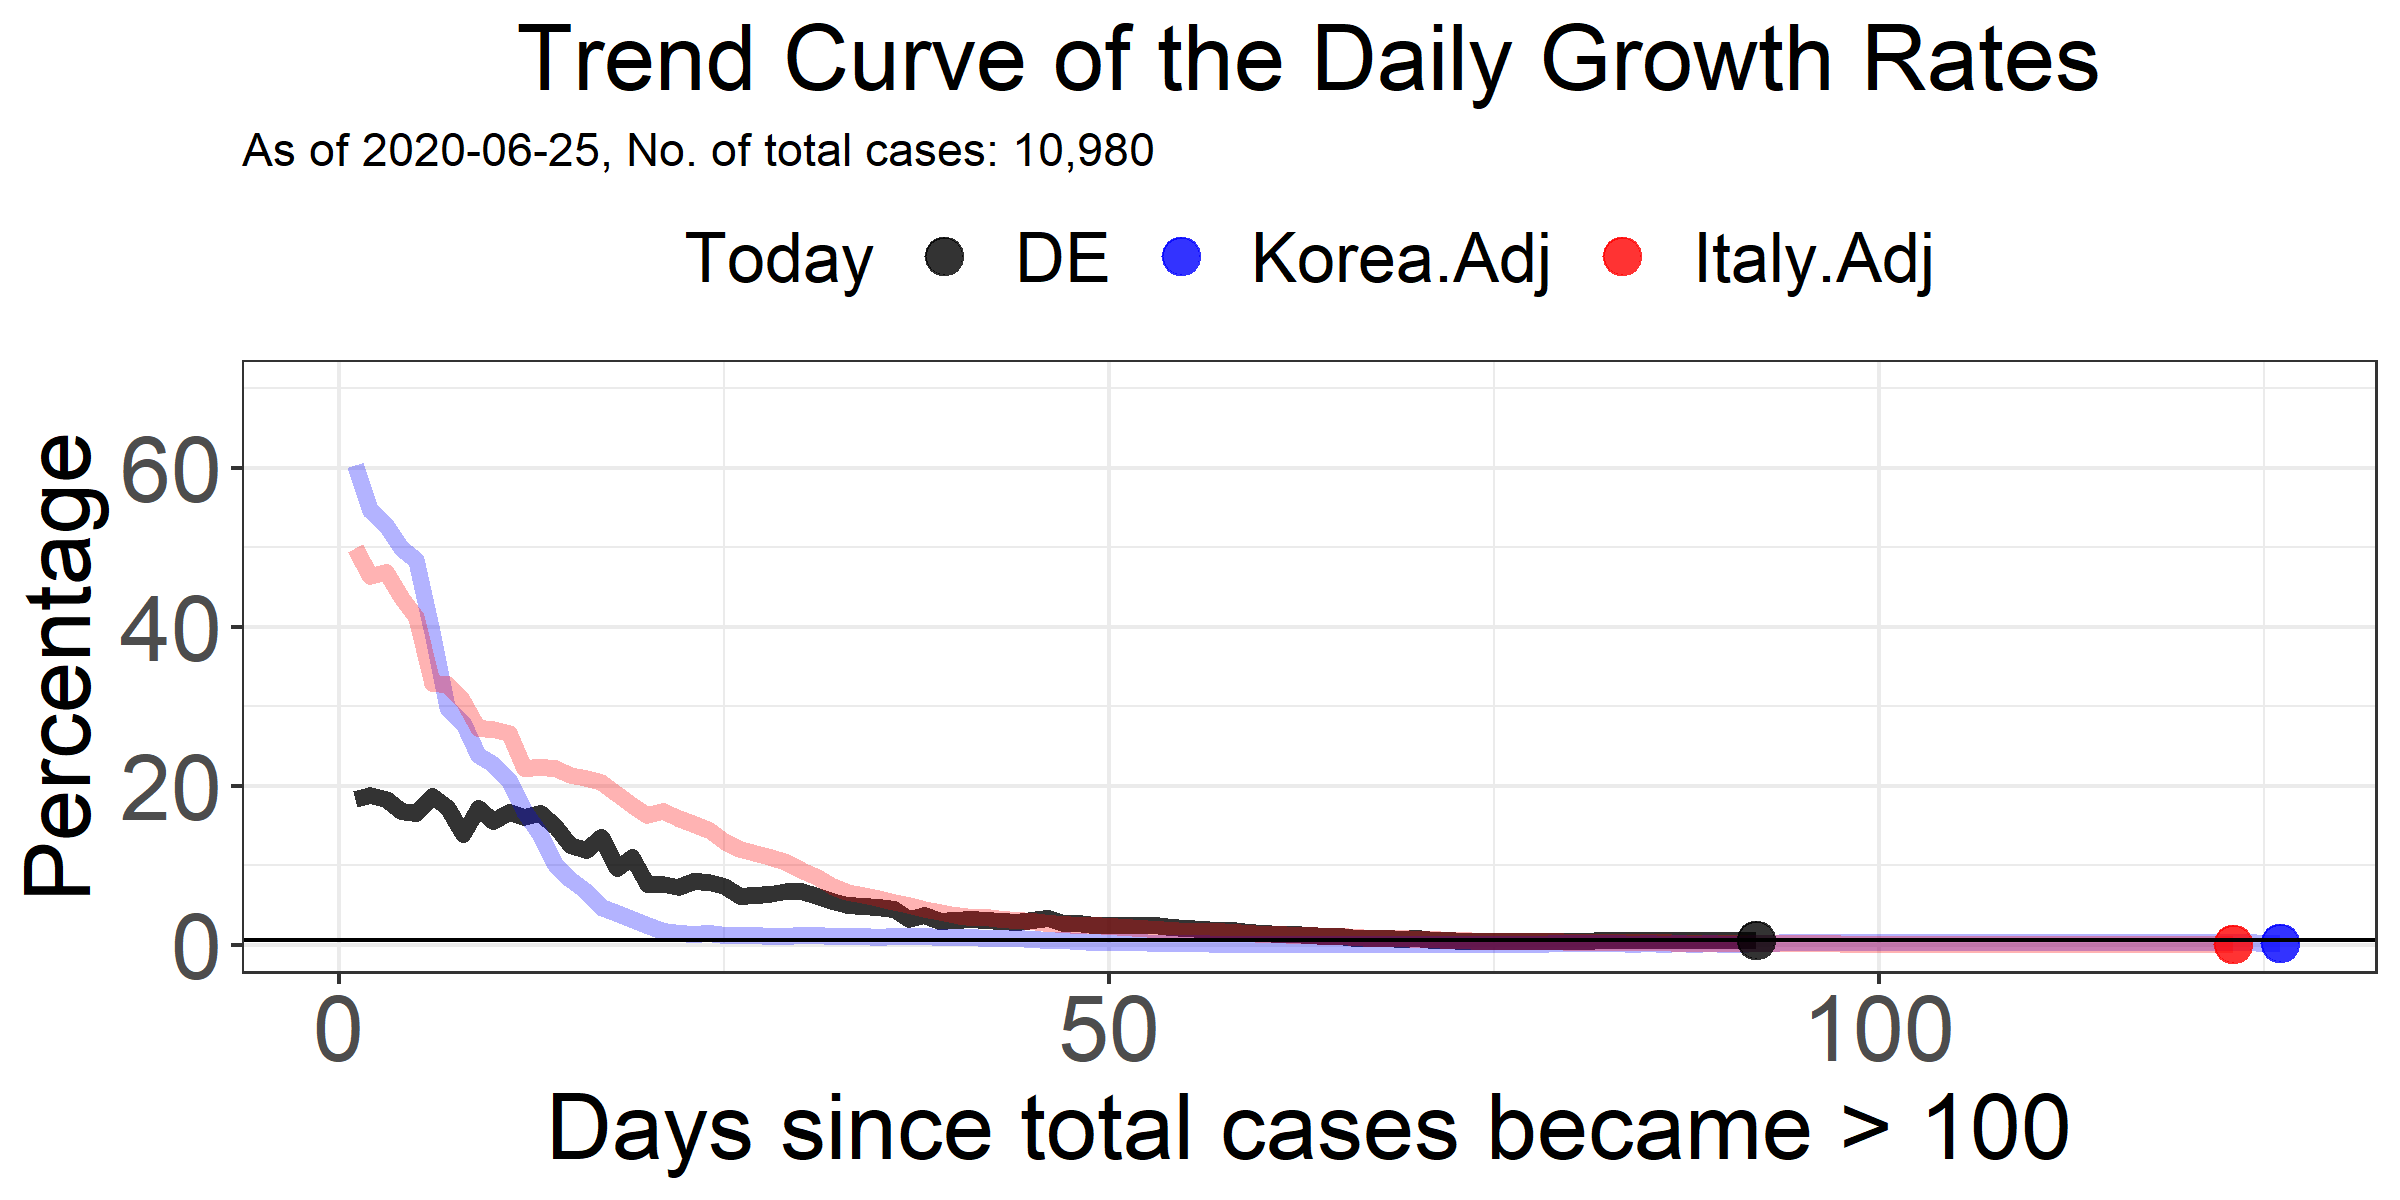 Trend Curve of the Daily Growth Rates
As of 2020-06-25, No. of total cases: 10,980
Today DE Korea.Adj Italy.Adj
Percentage
60
40
20
0
0 50 100
Days since total cases became > 100